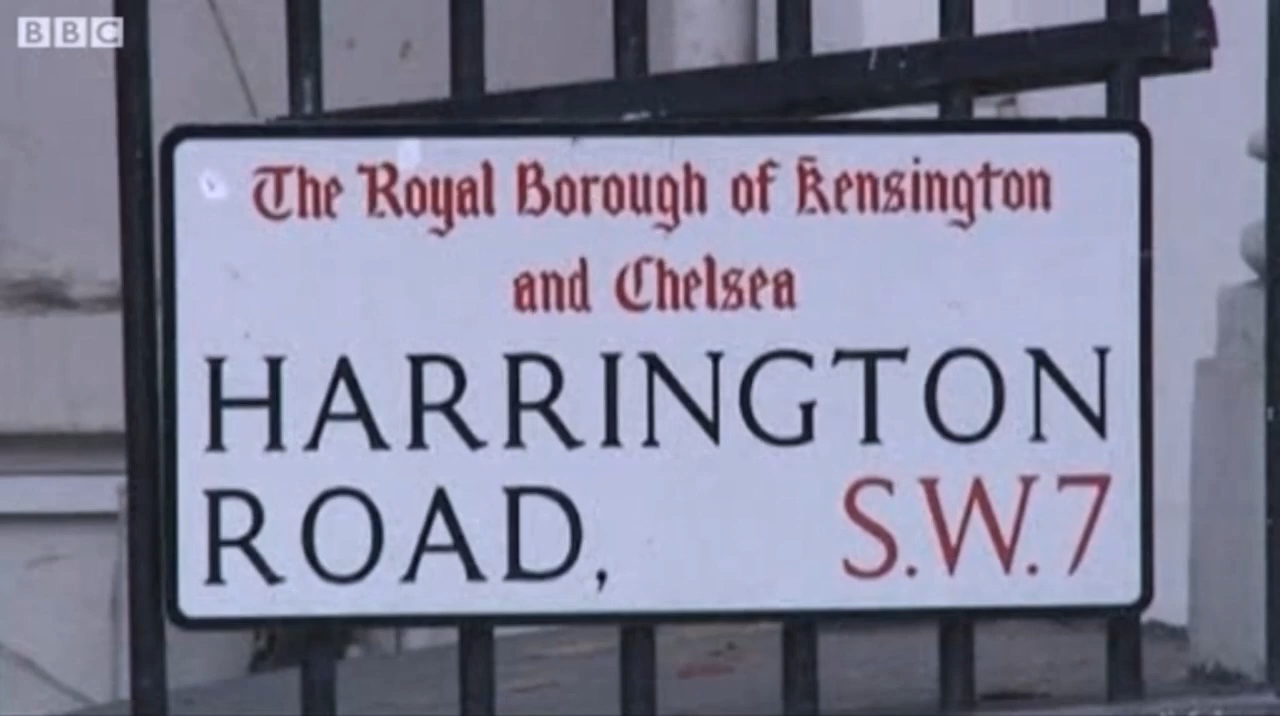 BBC
The Royal Borough of Kensington
and Chelsea
HARRINGTON
ROAD, S.W.7